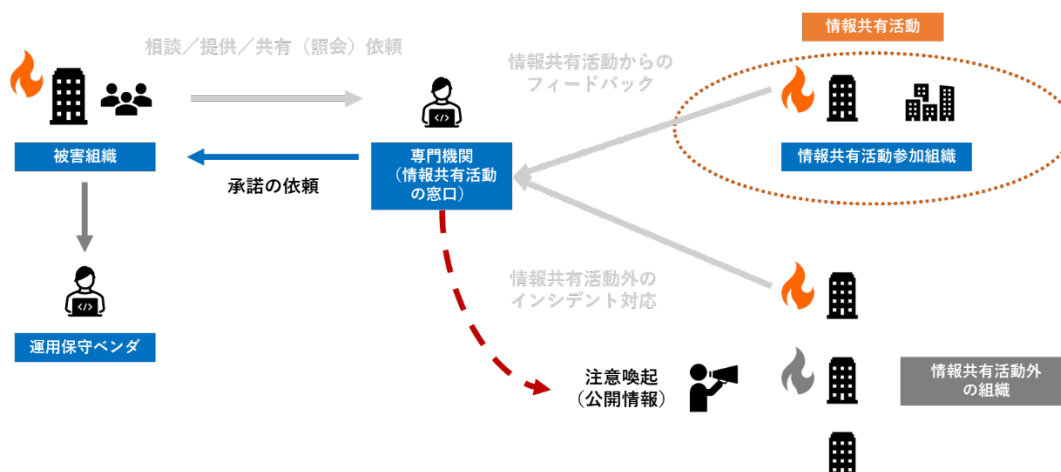 情報共有活動
相談／提供／共有（照会）依頼
情報共有活動からの
フィードバック
被害組織
専門機関
（情報共有活動
の窓口）
情報共有活動参加組織
承諾の依頼
情報共有活動外の
インシデント対応
運用保守ベンダ
注意喚起
（公開情報）
情報共有活動外
の組織